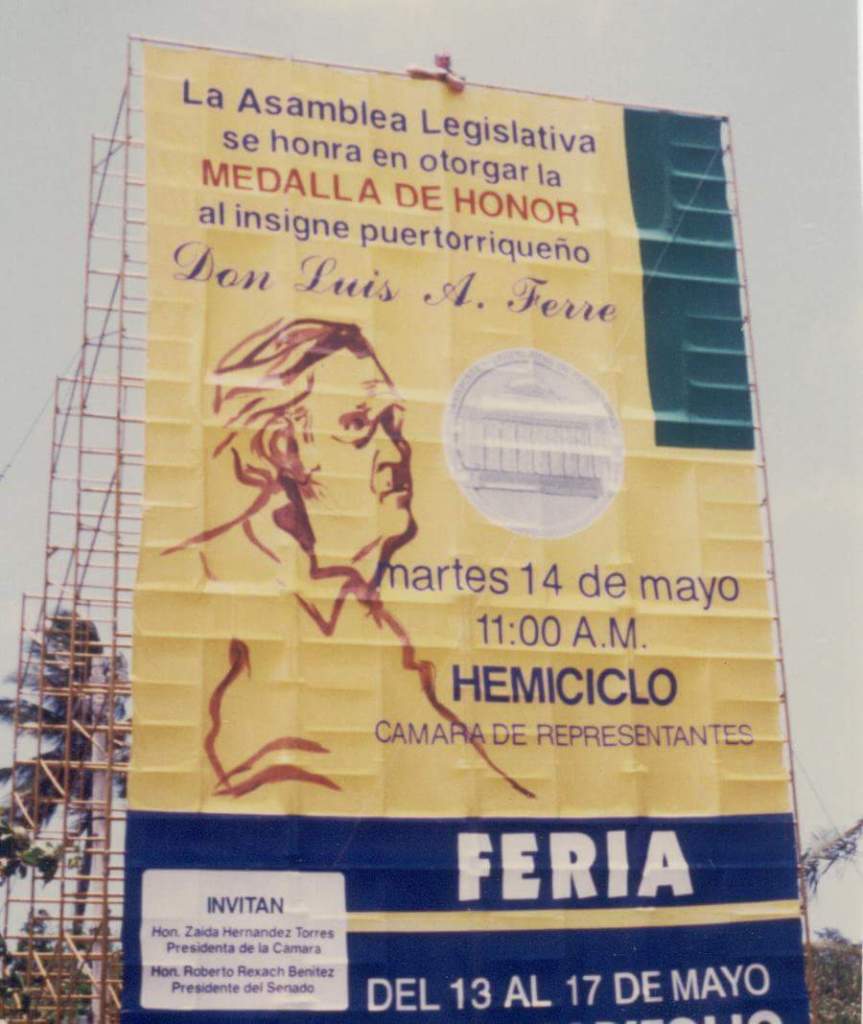 La Asamblea Legislativa
se honra en otorgar la
MEDALLA DE HONOR
al insigne puertorriqueño
Don Luis A. Ferre
martes 14 de mayo
11:00 A.M.
HEMICICLO
CAMARA DE REPRESENTANTES
FERIA
INVITAN
Hon. Zaida Hernandez Torres
Presidenta de la Camara
Hon. Roberto Rexach Benitez
Presidente del Senado
DEL 13 AL 17 DE MAYO